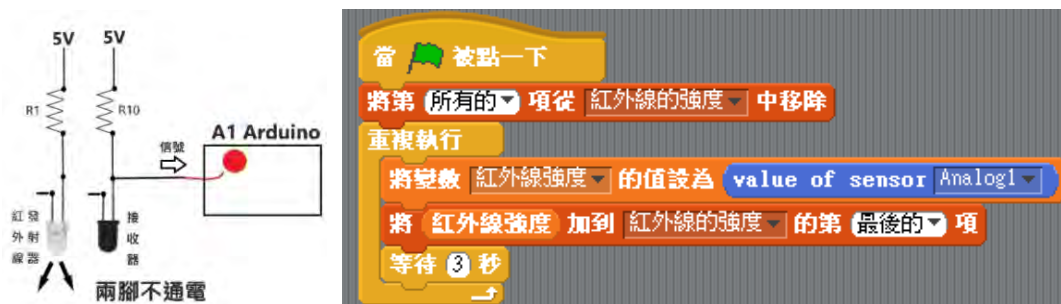 5V 5V
R1 R10
A1 Arduino
信號
紅外線發射器
接收器
兩腳不通電
當 被點一下
將第 所有的 項從 紅外線的強度 中移除
重複執行
將變數 紅外線強度 的值設為 value of sensor Analog1
將 紅外線強度 加到 紅外線的強度 的第 最後的 項
等待 3 秒